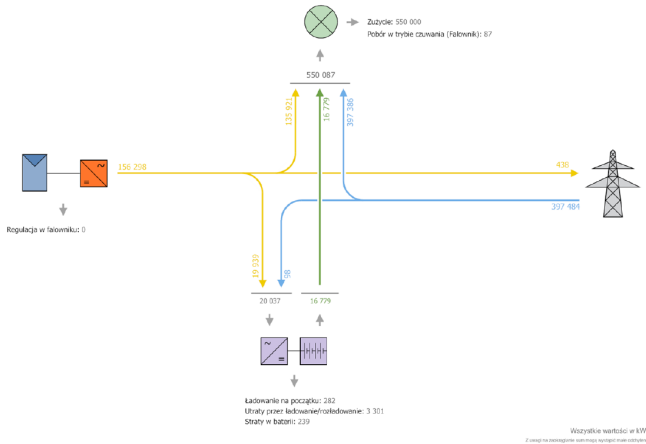 Zużycie: 550 000
Pobór w trybie czuwania (Falownik): 87
550 087
135 921
16 779
397 386
156 298
438
397 484
Regulacja w falowniku: 0
19 939
98
20 037
16 779
Ładowanie na początku: 282
Utraty przez ładowanie/rozładowanie: 3 301
Straty w baterii: 239
Wszystkie wartości w kW